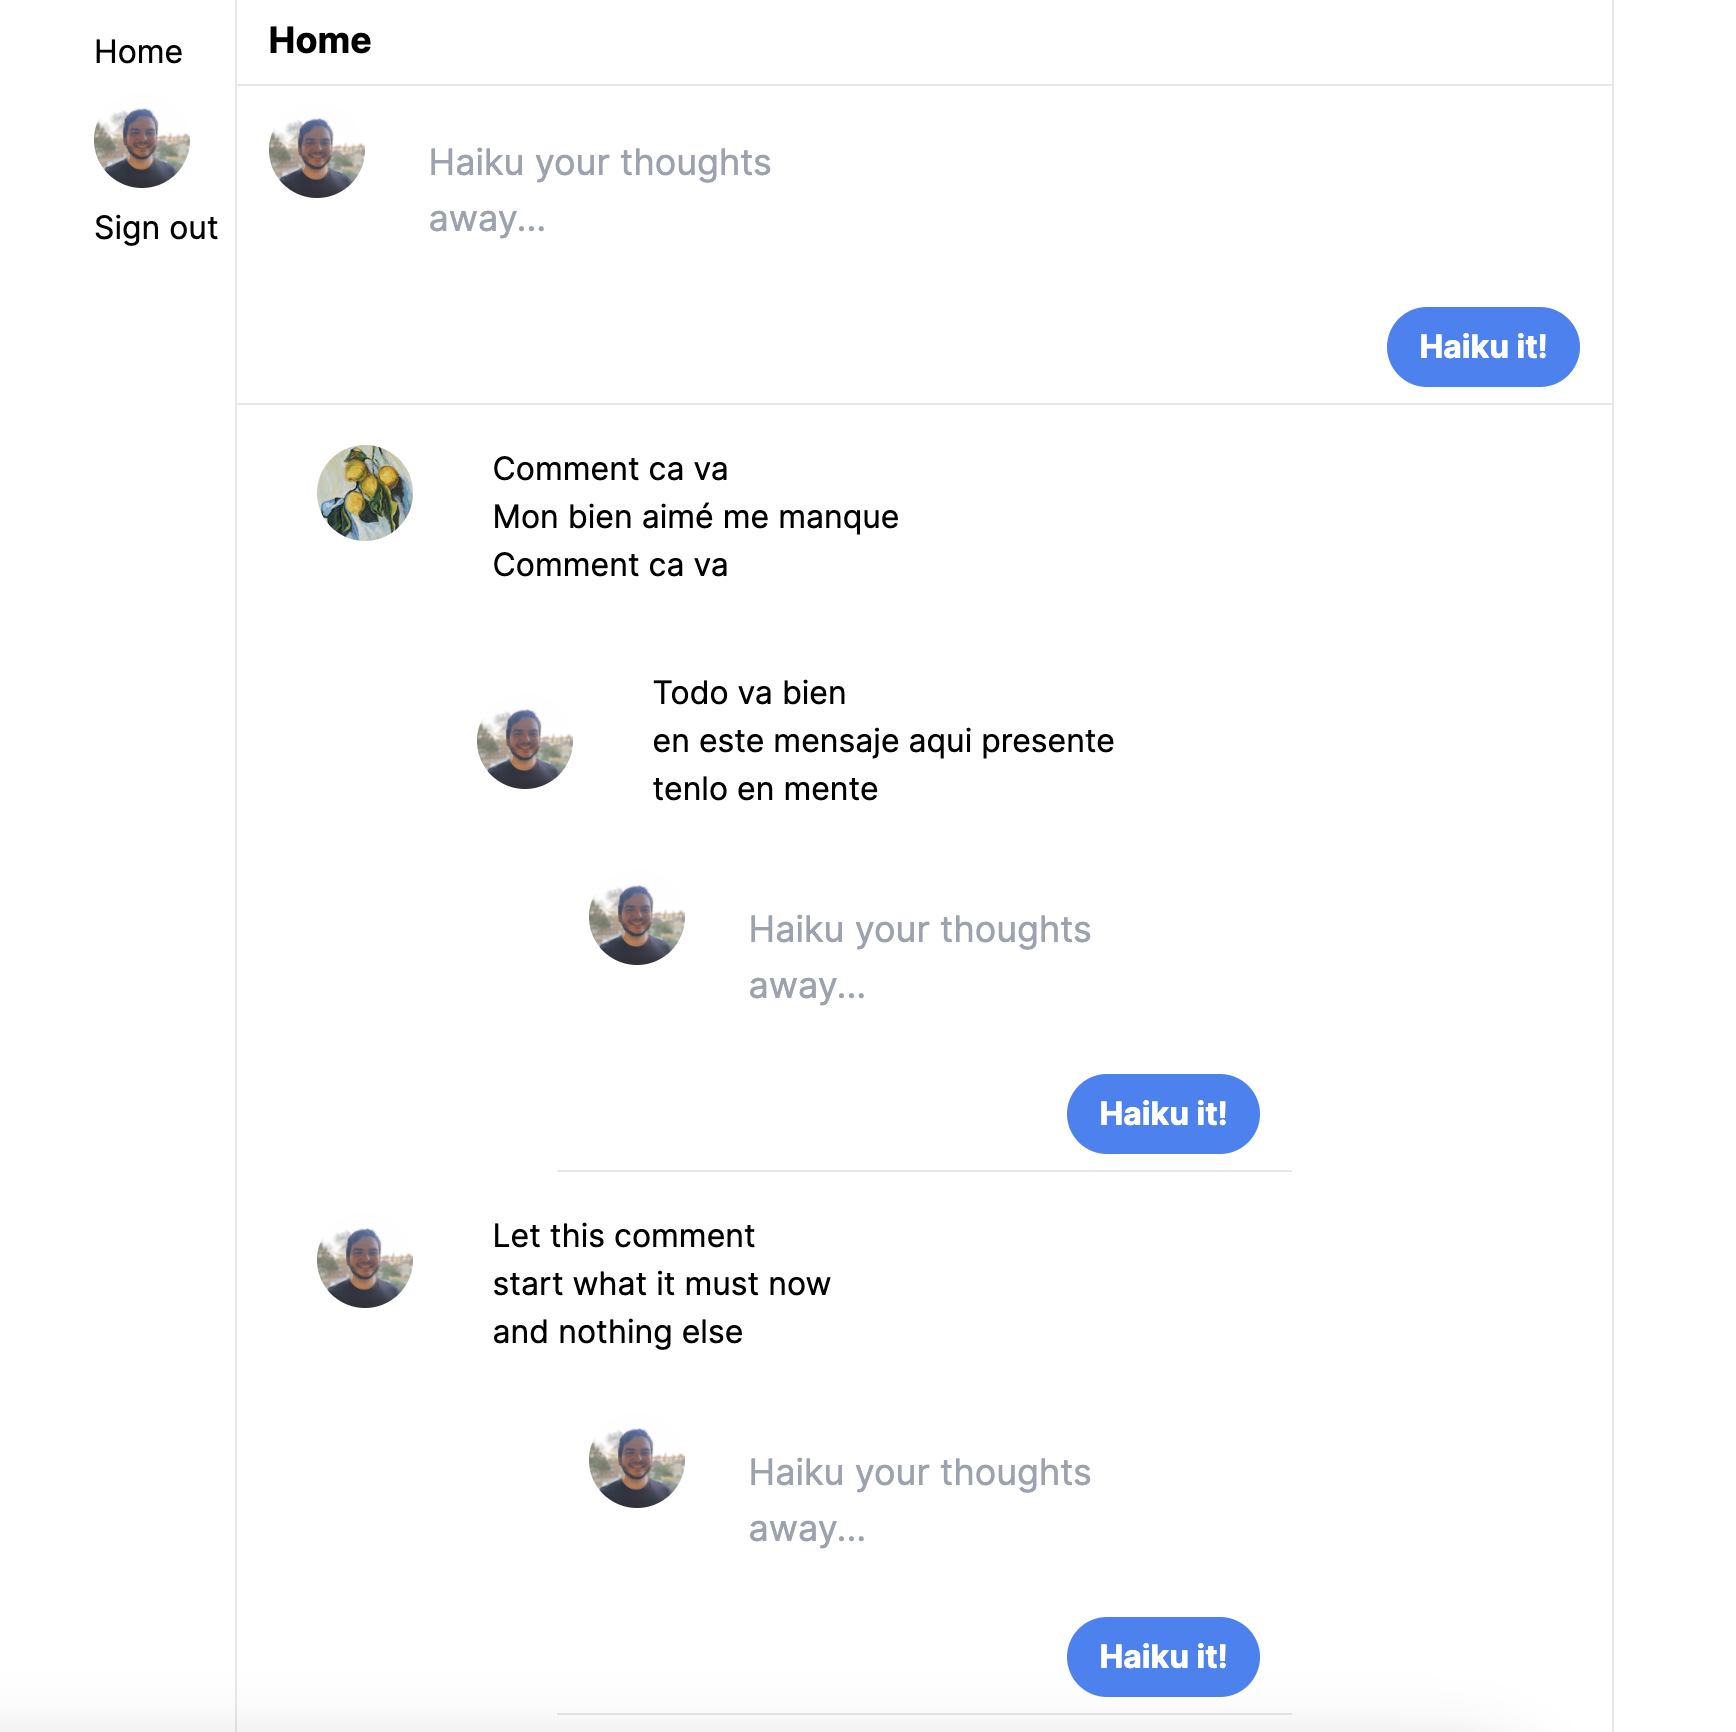 Home
Sign out
Home
Haiku your thoughts
away...
Haiku it!
Comment ca va
Mon bien aimé me manque
Comment ca va
Todo va bien
en este mensaje aqui presente
tenlo en mente
Haiku your thoughts
away...
Haiku it!
Let this comment
start what it must now
and nothing else
Haiku your thoughts
away...
Haiku it!